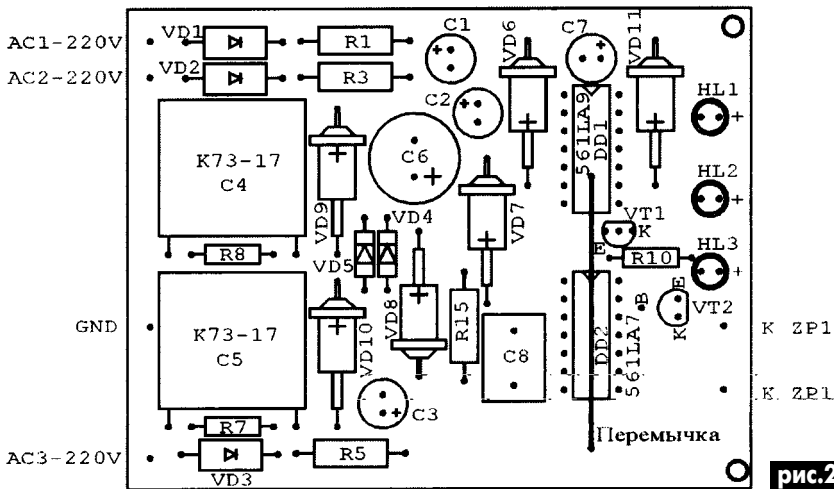 VD1
C1
VD6
C7
VD11
AC1-220V
R1
AC2-220V
VD2
R3
HL1
+
C2
561LA9
DD1
K73-17
C4
C6
HL2
+
VD9
VD4
VD7
VT1
K
E
R8
HL3
+
R10
VD5
E
K73-17
C5
VD8
R15
B
VT2
K
GND
VD10
C8
DD2
561LA7
K ZP1
K ZP1
C3
R7
Перемычка
AC3-220V
R5
VD3
рис.2